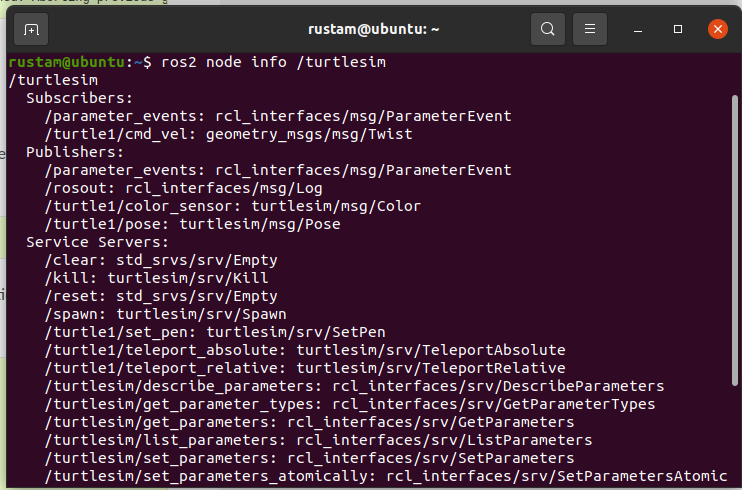 rustam@ubuntu: ~
rustam@ubuntu:~$ ros2 node info /turtlesim
/turtlesim
  Subscribers:
    /parameter_events: rcl_interfaces/msg/ParameterEvent
    /turtle1/cmd_vel: geometry_msgs/msg/Twist
  Publishers:
    /parameter_events: rcl_interfaces/msg/ParameterEvent
    /rosout: rcl_interfaces/msg/Log
    /turtle1/color_sensor: turtlesim/msg/Color
    /turtle1/pose: turtlesim/msg/Pose
  Service Servers:
    /clear: std_srvs/srv/Empty
    /kill: turtlesim/srv/Kill
    /reset: std_srvs/srv/Empty
    /spawn: turtlesim/srv/Spawn
    /turtle1/set_pen: turtlesim/srv/SetPen
    /turtle1/teleport_absolute: turtlesim/srv/TeleportAbsolute
    /turtle1/teleport_relative: turtlesim/srv/TeleportRelative
    /turtlesim/describe_parameters: rcl_interfaces/srv/DescribeParameters
    /turtlesim/get_parameter_types: rcl_interfaces/srv/GetParameterTypes
    /turtlesim/get_parameters: rcl_interfaces/srv/GetParameters
    /turtlesim/list_parameters: rcl_interfaces/srv/ListParameters
    /turtlesim/set_parameters: rcl_interfaces/srv/SetParameters
    /turtlesim/set_parameters_atomically: rcl_interfaces/srv/SetParametersAtomic